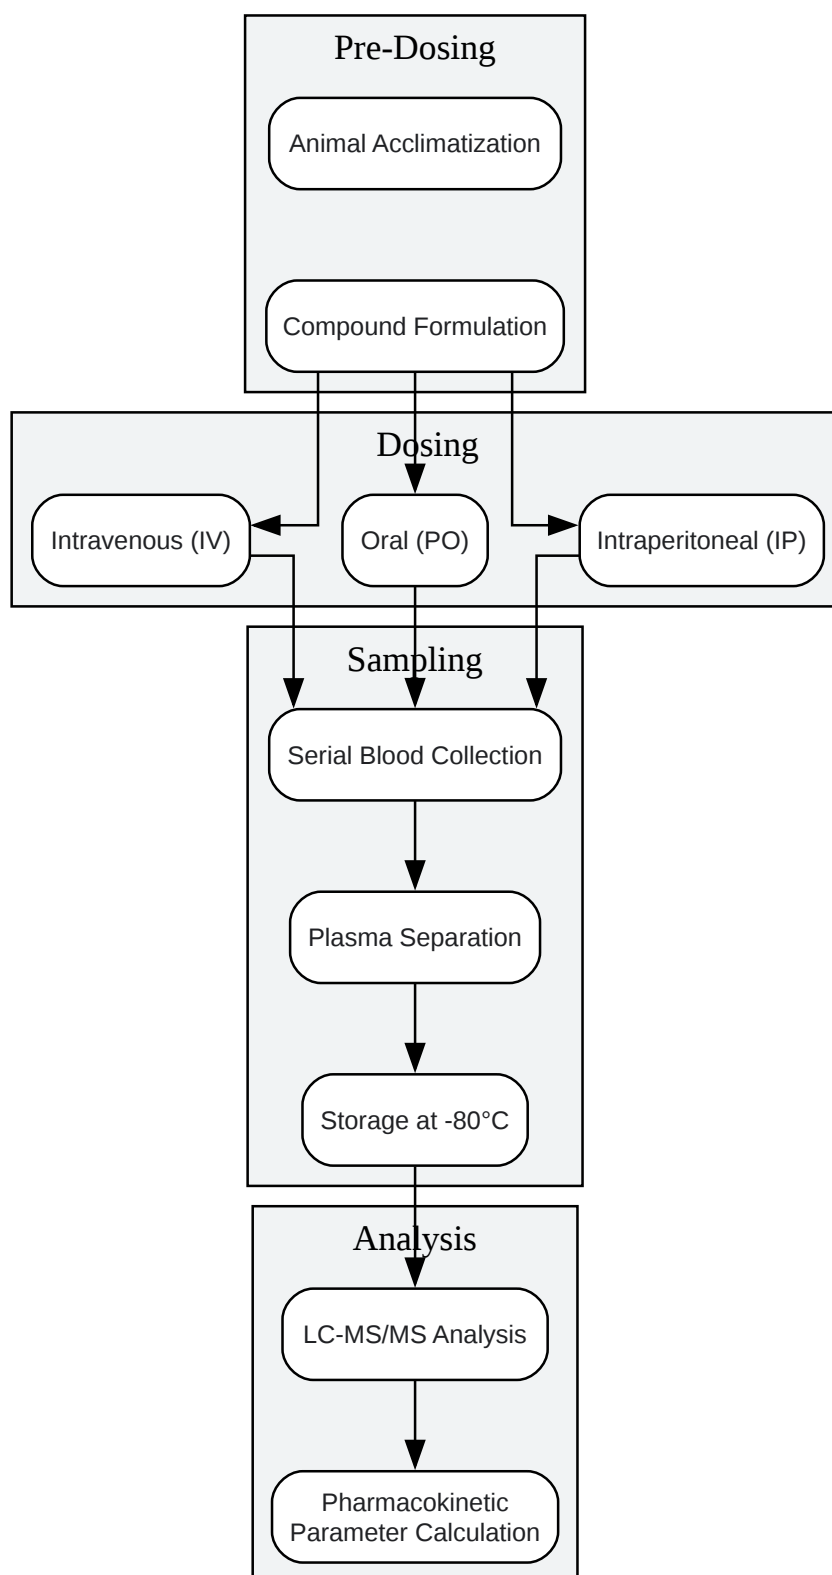 Pre-Dosing
Animal Acclimatization
Compound Formulation
Dosing
Intravenous (IV)
Oral (PO)
Intraperitoneal (IP)
Sampling
Serial Blood Collection
Plasma Separation
Storage at -80°C
Analysis
LC-MS/MS Analysis
Pharmacokinetic
Parameter Calculation